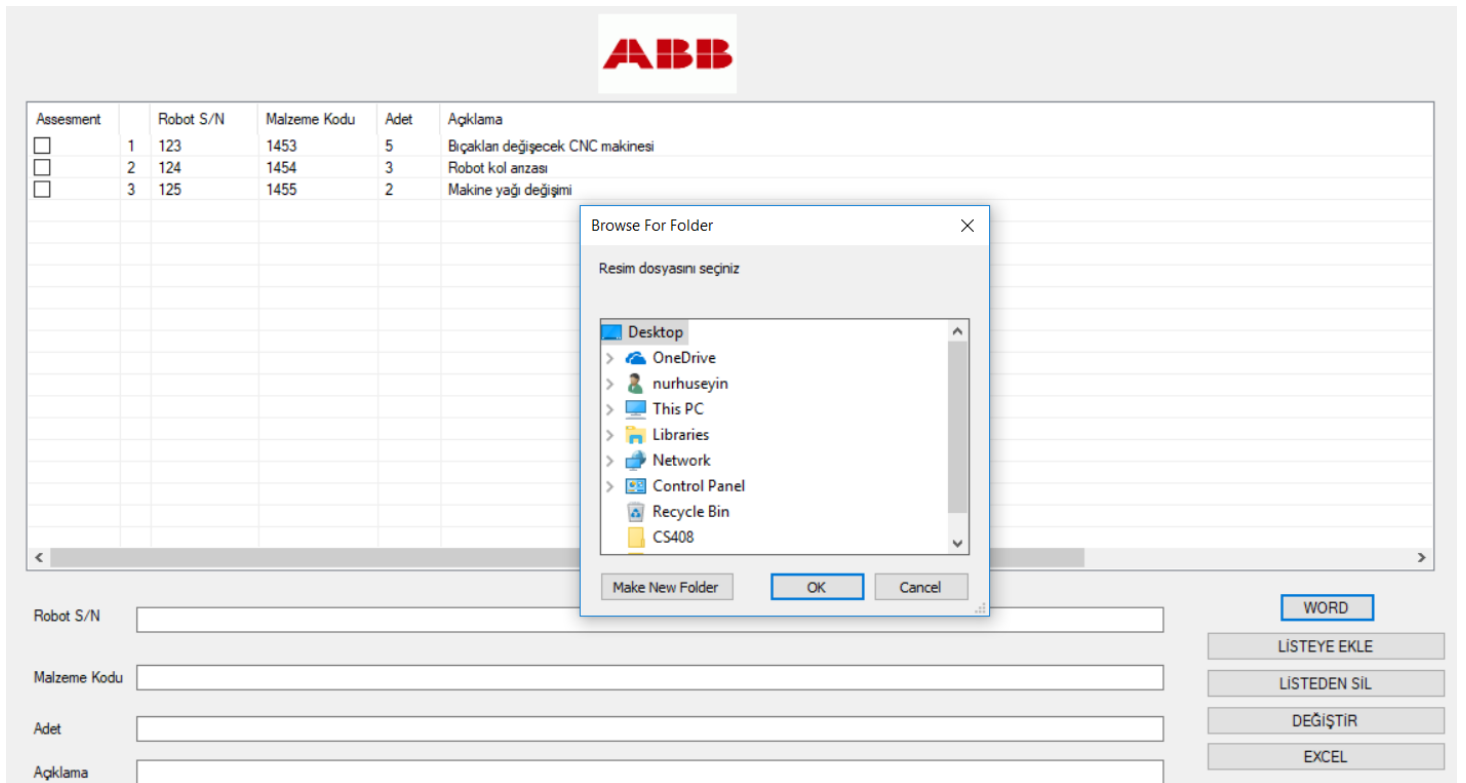 ABB
Assesment Robot S/N Malzeme Kodu Adet Açıklama
1 123 1453 5 Bıçakları değişecek CNC makinesi
2 124 1454 3 Robot kol arızası
3 125 1455 2 Makine yağı değişimi
Browse For Folder
Resim dosyasını seçiniz
Desktop
OneDrive
nurhuseyin
This PC
Libraries
Network
Control Panel
Recycle Bin
CS408
Make New Folder OK Cancel
Robot S/N
WORD
LİSTEYE EKLE
Malzeme Kodu
LİSTEDEN SİL
Adet
DEĞİŞTİR
EXCEL
Açıklama